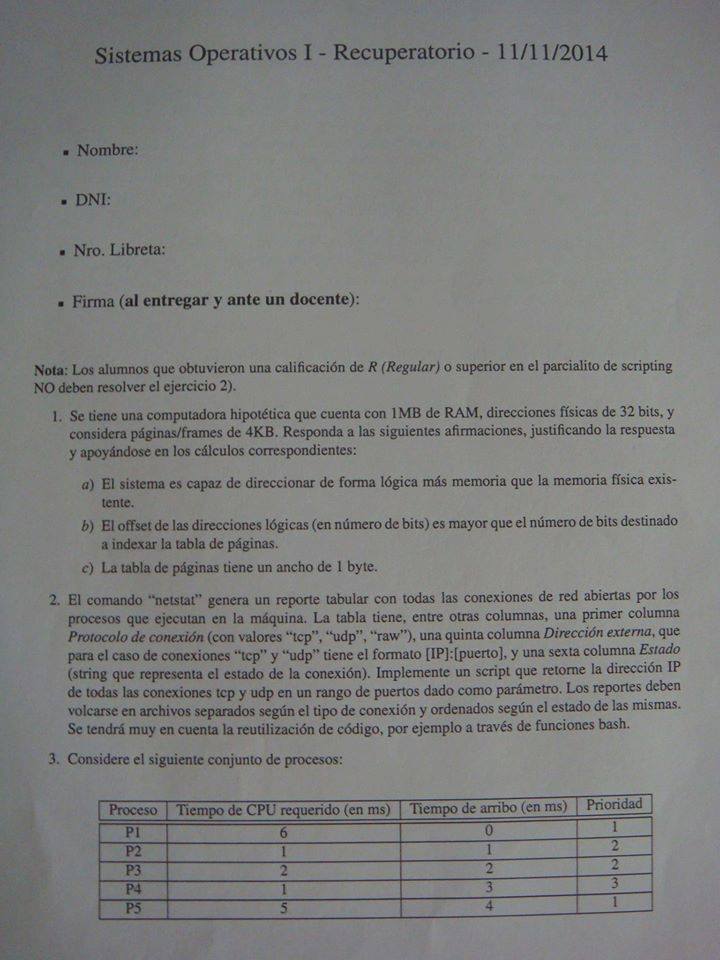 Sistemas Operativos I - Recuperatorio - 11/11/2014
▪ Nombre:
▪ DNI:
▪ Nro. Libreta:
▪ Firma (al entregar y ante un docente):
Nota: Los alumnos que obtuvieron una calificación de R (Regular) o superior en el parcialito de scripting
NO deben resolver el ejercicio 2).
1. Se tiene una computadora hipotética que cuenta con 1MB de RAM, direcciones físicas de 32 bits, y
considera páginas/frames de 4KB. Responda a las siguientes afirmaciones, justificando la respuesta
y apoyándose en los cálculos correspondientes:
a) El sistema es capaz de direccionar de forma lógica más memoria que la memoria física exis-
tente.
b) El offset de las direcciones lógicas (en número de bits) es mayor que el número de bits destinado
a indexar la tabla de páginas.
c) La tabla de páginas tiene un ancho de 1 byte.
2. El comando “netstat” genera un reporte tabular con todas las conexiones de red abiertas por los
procesos que ejecutan en la máquina. La tabla tiene, entre otras columnas, una primer columna
Protocolo de conexión (con valores “tcp”, “udp”, “raw”), una quinta columna Dirección externa, que
para el caso de conexiones “tcp” y “udp” tiene el formato [IP]:[puerto], y una sexta columna Estado
(string que representa el estado de la conexión). Implemente un script que retorne la dirección IP
de todas las conexiones tcp y udp en un rango de puertos dado como parámetro. Los reportes deben
volcarse en archivos separados según el tipo de conexión y ordenados según el estado de las mismas.
Se tendrá muy en cuenta la reutilización de código, por ejemplo a través de funciones bash.
3. Considere el siguiente conjunto de procesos:
Proceso Tiempo de CPU requerido (en ms) Tiempo de arribo (en ms) Prioridad
P1 6 0 1
P2 1 1 2
P3 2 2 2
P4 1 3 3
P5 5 4 1